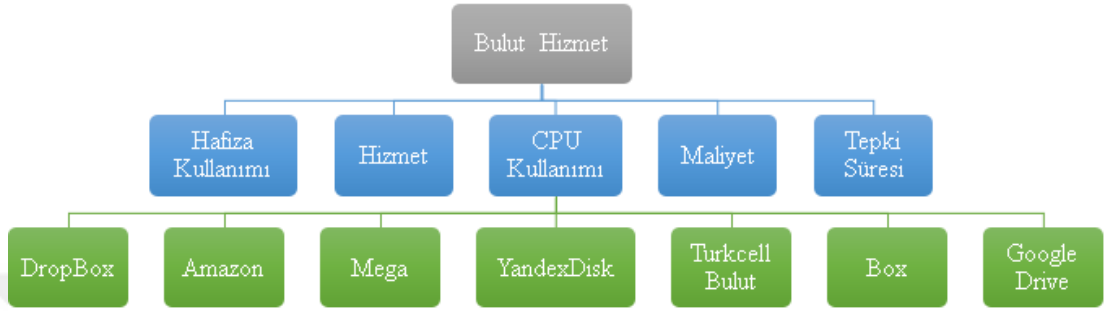 Bulut Hizmet
Hafiza
Kullanımı
Hizmet
CPU
Kullanımı
Maliyet
Tepki
Süresi
DropBox
Amazon
Mega
YandexDisk
Turkcell
Bulut
Box
Google
Drive